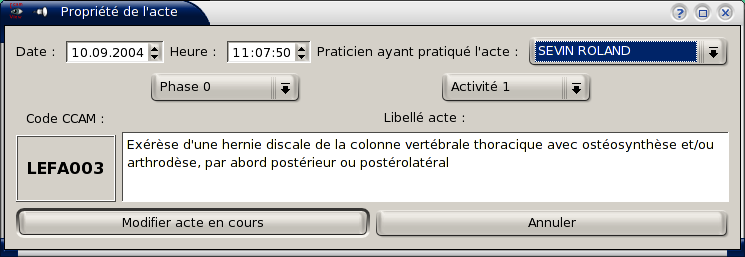 Propriété de l'acte
Date : 10.09.2004 Heure : 11:07:50 Praticien ayant pratiqué l'acte : SEVIN ROLAND
Phase 0 Activité 1
Code CCAM : Libellé acte :
LEFA003
Exérèse d'une hernie discale de la colonne vertébrale thoracique avec ostéosynthèse et/ou
arthrodèse, par abord postérieur ou postérolatéral
Modifier acte en cours Annuler